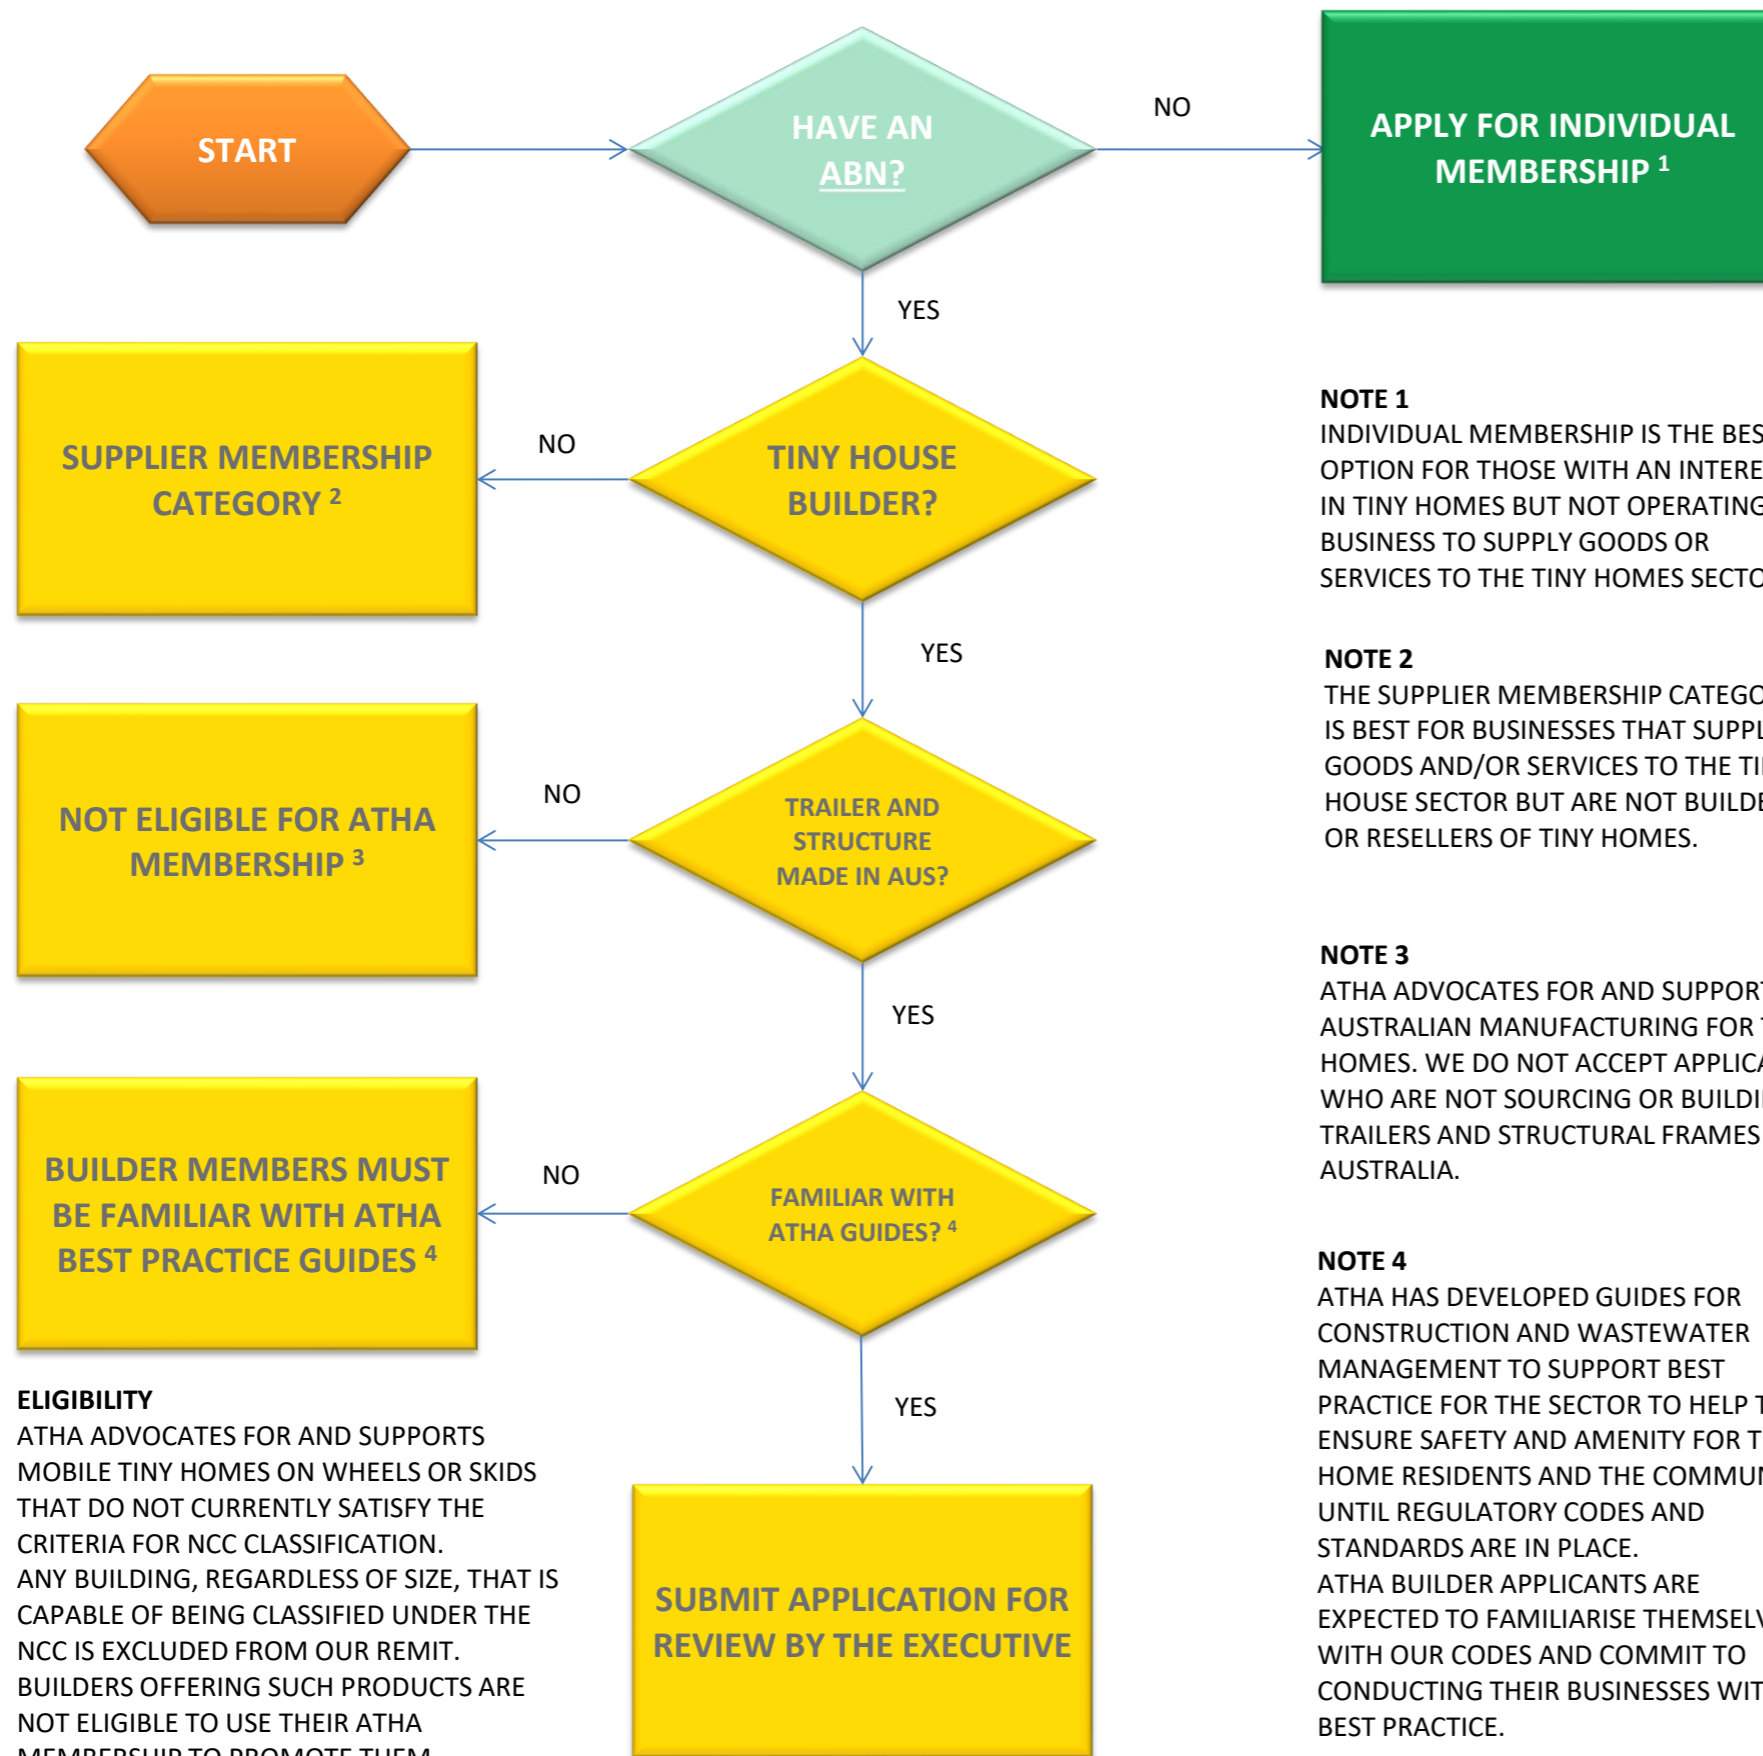 START
HAVE AN
ABN?
NO
APPLY FOR INDIVIDUAL
MEMBERSHIP 1
YES
SUPPLIER MEMBERSHIP
CATEGORY 2
NO
TINY HOUSE
BUILDER?
YES
NOT ELIGIBLE FOR ATHA
MEMBERSHIP 3
NO
TRAILER AND
STRUCTURE
MADE IN AUS?
YES
BUILDER MEMBERS MUST
BE FAMILIAR WITH ATHA
BEST PRACTICE GUIDES 4
NO
FAMILIAR WITH
ATHA GUIDES? 4
YES
SUBMIT APPLICATION FOR
REVIEW BY THE EXECUTIVE
ELIGIBILITY
ATHA ADVOCATES FOR AND SUPPORTS
MOBILE TINY HOMES ON WHEELS OR SKIDS
THAT DO NOT CURRENTLY SATISFY THE
CRITERIA FOR NCC CLASSIFICATION.
ANY BUILDING, REGARDLESS OF SIZE, THAT IS
CAPABLE OF BEING CLASSIFIED UNDER THE
NCC IS EXCLUDED FROM OUR REMIT.
BUILDERS OFFERING SUCH PRODUCTS ARE
NOT ELIGIBLE TO USE THEIR ATHA
MEMBERSHIP TO PROMOTE THEM
NOTE 1
INDIVIDUAL MEMBERSHIP IS THE BES
OPTION FOR THOSE WITH AN INTERE
IN TINY HOMES BUT NOT OPERATING
BUSINESS TO SUPPLY GOODS OR
SERVICES TO THE TINY HOMES SECTO
NOTE 2
THE SUPPLIER MEMBERSHIP CATEGO
IS BEST FOR BUSINESSES THAT SUPPL
GOODS AND/OR SERVICES TO THE TI
HOUSE SECTOR BUT ARE NOT BUILDE
OR RESELLERS OF TINY HOMES.
NOTE 3
ATHA ADVOCATES FOR AND SUPPORT
AUSTRALIAN MANUFACTURING FOR T
HOMES. WE DO NOT ACCEPT APPLICA
WHO ARE NOT SOURCING OR BUILDI
TRAILERS AND STRUCTURAL FRAMES
AUSTRALIA.
NOTE 4
ATHA HAS DEVELOPED GUIDES FOR
CONSTRUCTION AND WASTEWATER
MANAGEMENT TO SUPPORT BEST
PRACTICE FOR THE SECTOR TO HELP T
ENSURE SAFETY AND AMENITY FOR T
HOME RESIDENTS AND THE COMMUN
UNTIL REGULATORY CODES AND
STANDARDS ARE IN PLACE.
ATHA BUILDER APPLICANTS ARE
EXPECTED TO FAMILIARISE THEMSELV
WITH OUR CODES AND COMMIT TO
CONDUCTING THEIR BUSINESSES WIT
BEST PRACTICE.